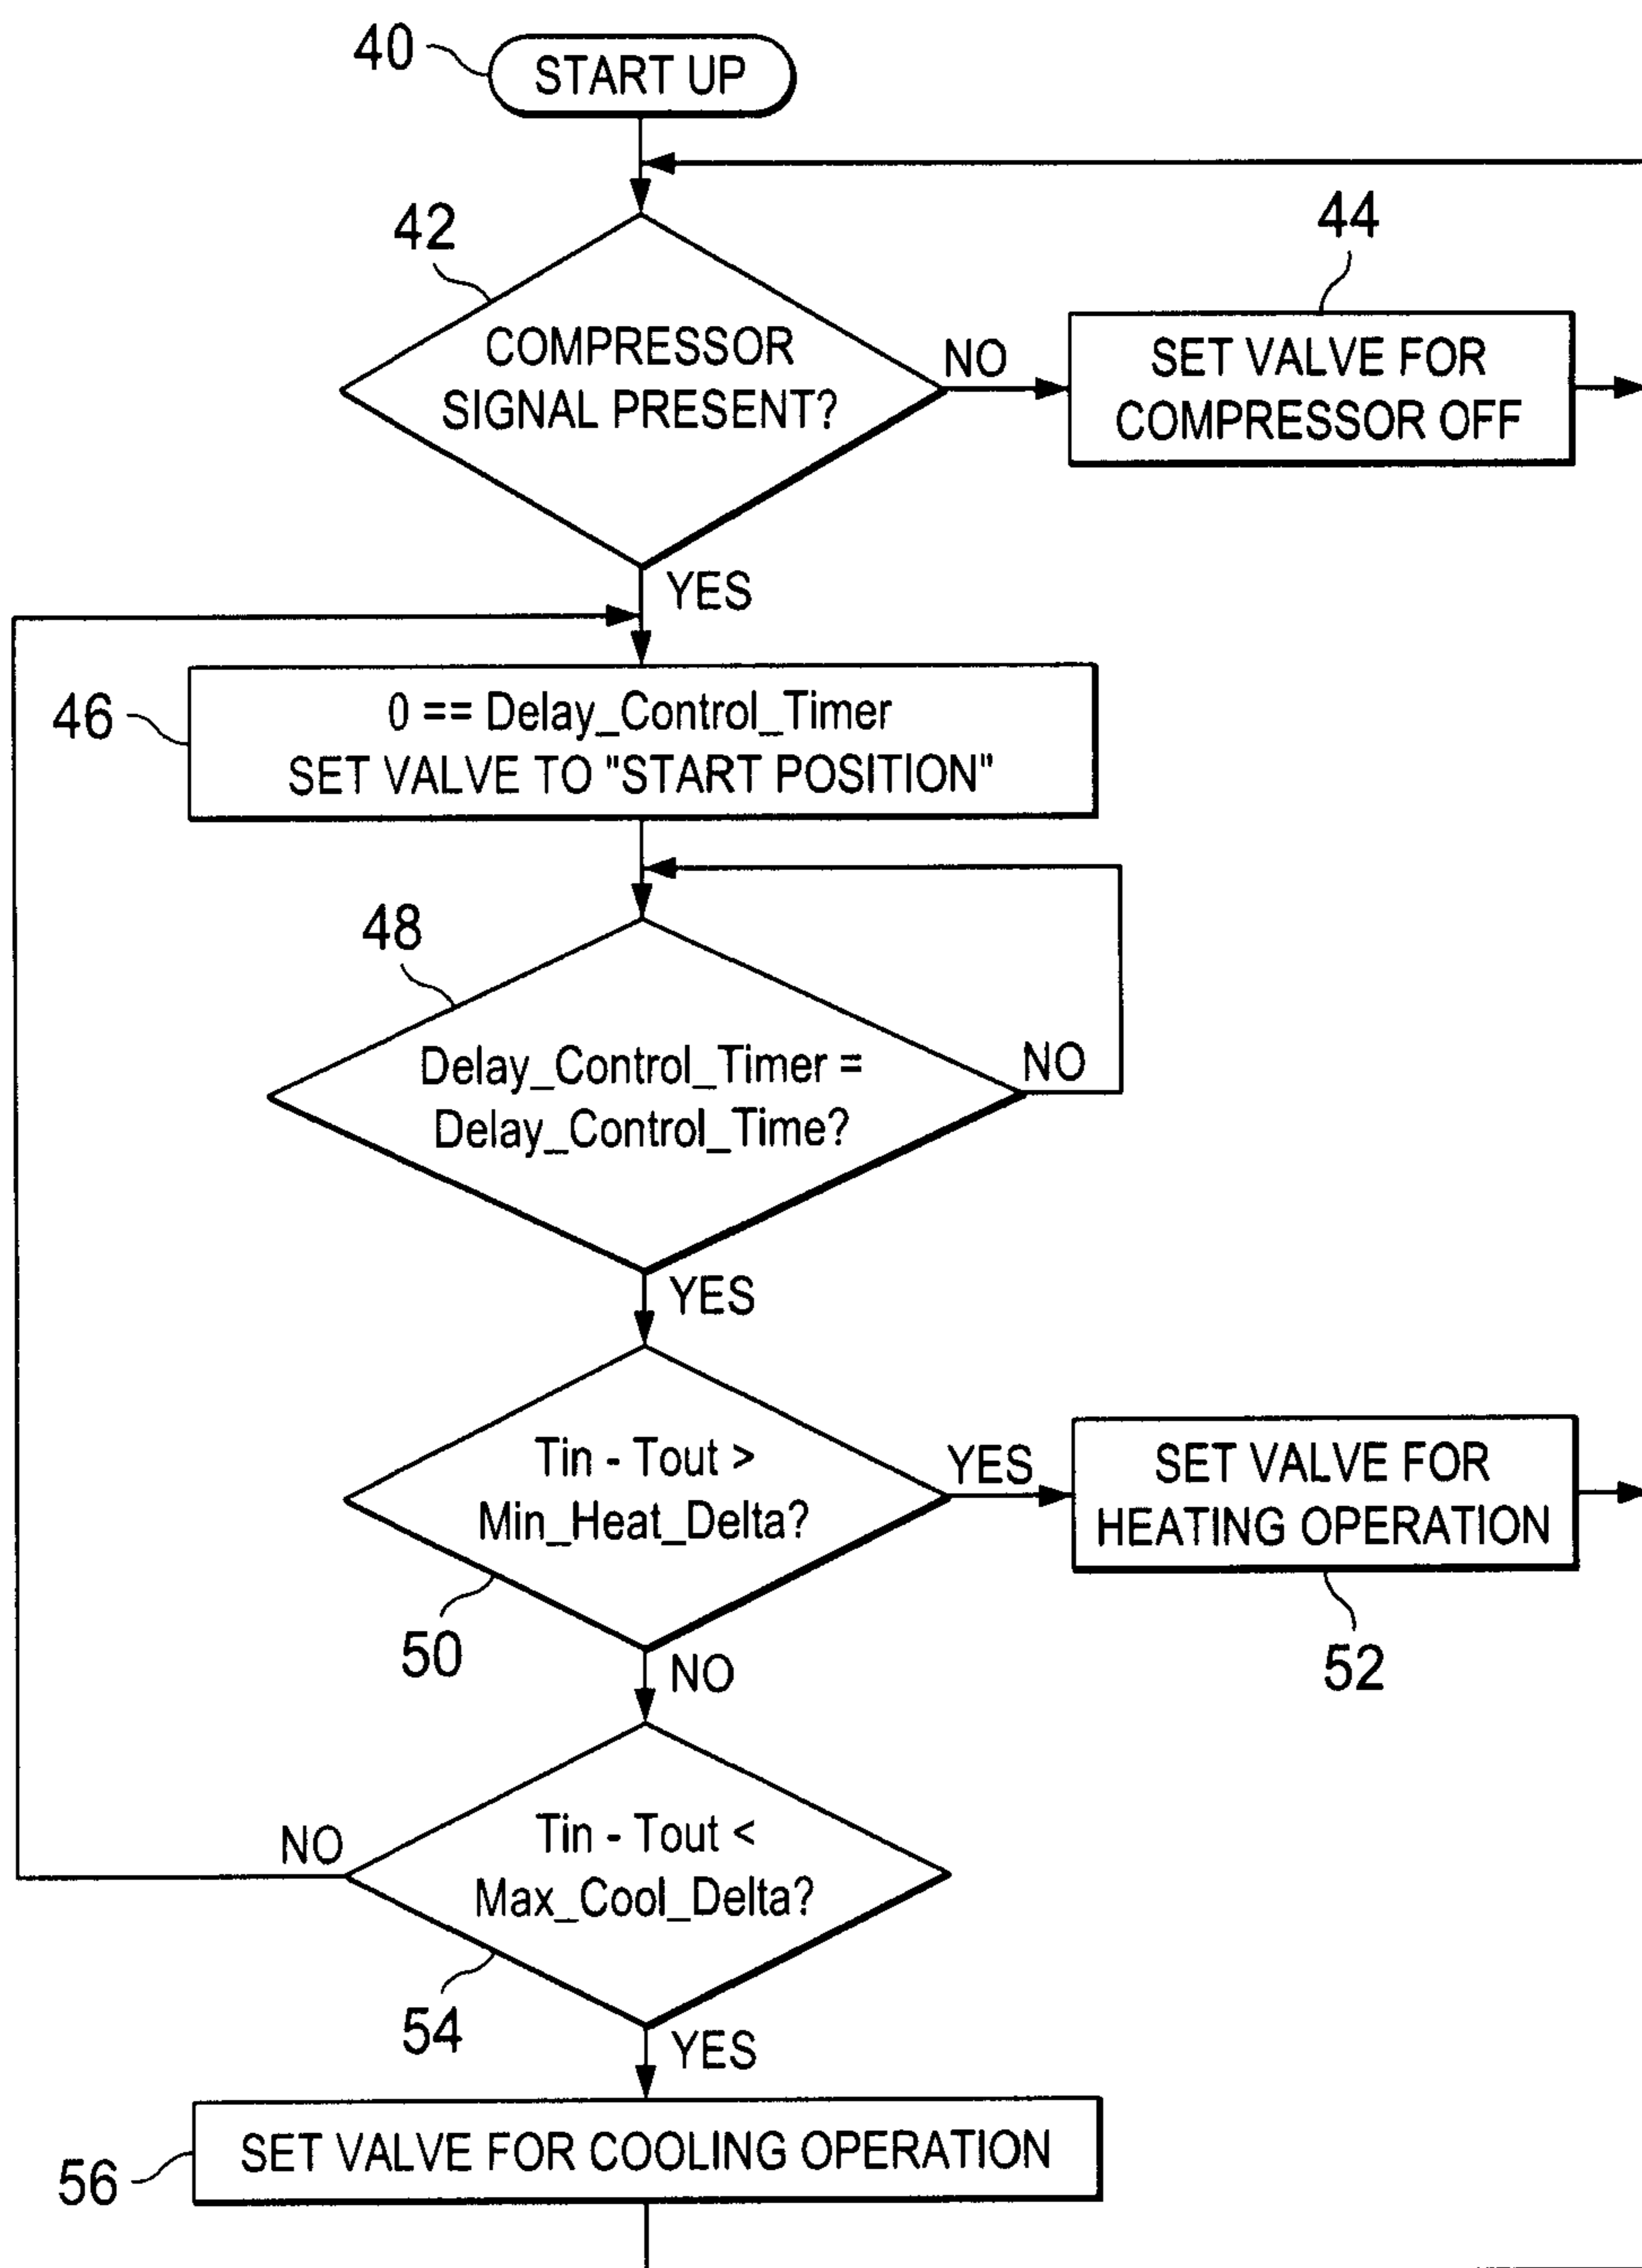 40
START UP
42
44
COMPRESSOR
SIGNAL PRESENT?
NO
SET VALVE FOR
COMPRESSOR OFF
YES
46
0 == Delay_Control_Timer
SET VALVE TO "START POSITION"
48
Delay_Control_Timer =
Delay_Control_Time?
NO
YES
Tin - Tout >
Min_Heat_Delta?
YES
SET VALVE FOR
HEATING OPERATION
50
52
NO
Tin - Tout <
Max_Cool_Delta?
NO
54
YES
56
SET VALVE FOR COOLING OPERATION